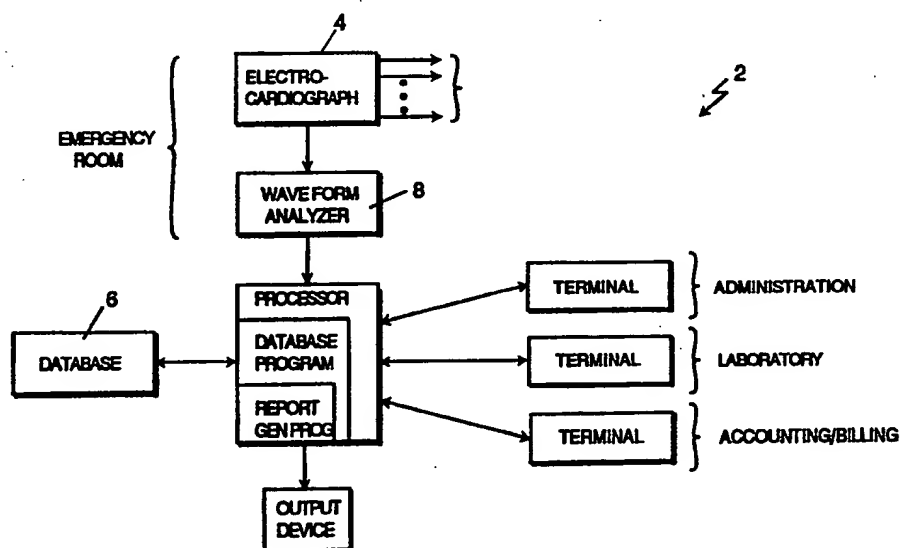 4
ELECTRO-
CARDIOGRAPH
2
EMERGENCY
ROOM
WAVE FORM
ANALYZER
8
PROCESSOR
DATABASE
PROGRAM
REPORT
GEN PROG
6
DATABASE
TERMINAL
ADMINISTRATION
TERMINAL
LABORATORY
TERMINAL
ACCOUNTING/BILLING
OUTPUT
DEVICE